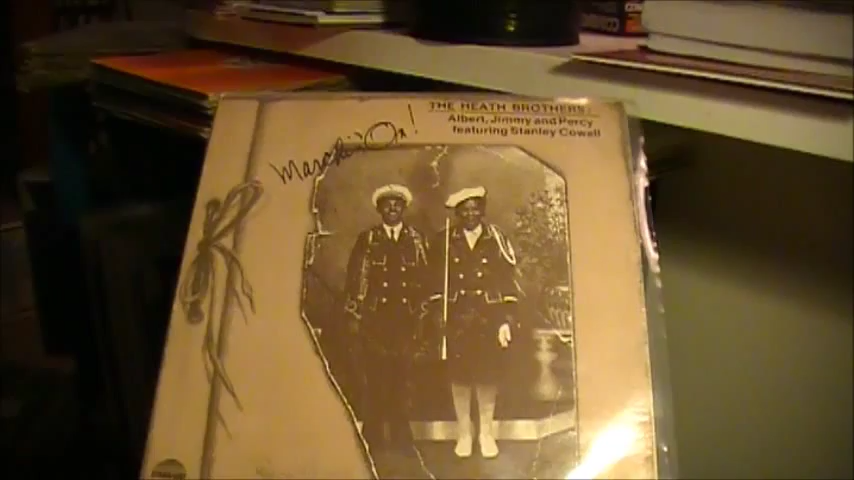 THE HEATH BROTHERS:
Albert, Jimmy and Percy
featuring Stanley Cowell
Marchin' On!